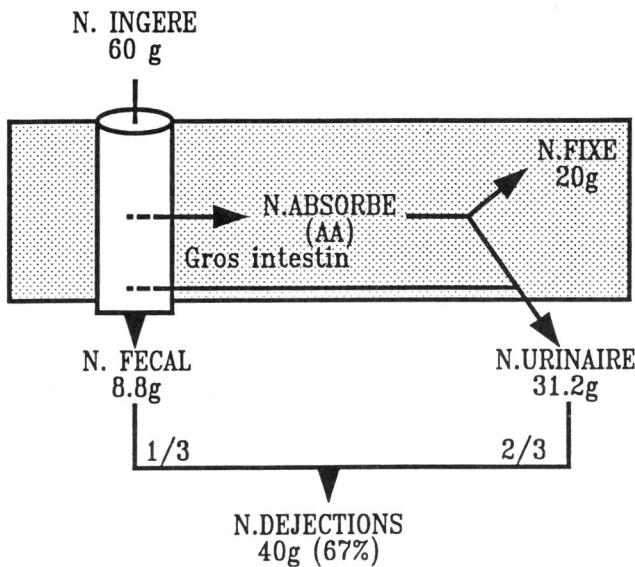 N. INGERE
60 g
N.FIXE
20g
N.ABSORBE
(AA)
Gros intestin
N. FECAL
8.8g
N.URINAIRE
31.2g
1/3
2/3
N.DEJECTIONS
40g (67%)